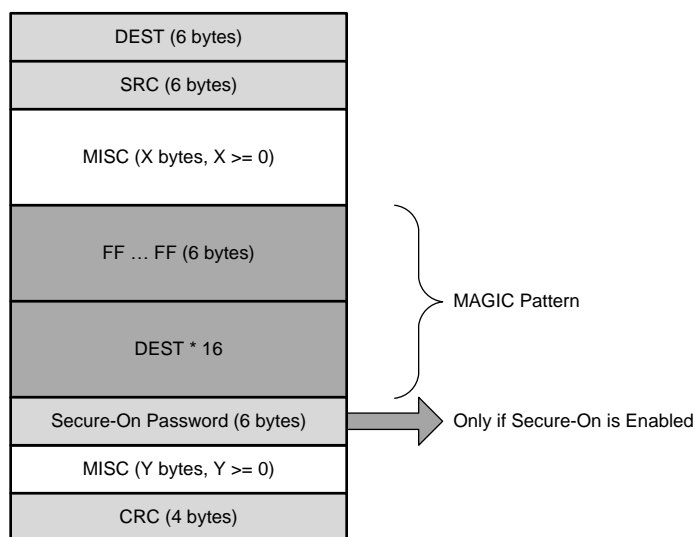 DEST (6 bytes)
SRC (6 bytes)
MISC (X bytes, X >= 0)
FF … FF (6 bytes)
MAGIC Pattern
DEST * 16
Secure-On Password (6 bytes)
Only if Secure-On is Enabled
MISC (Y bytes, Y >= 0)
CRC (4 bytes)